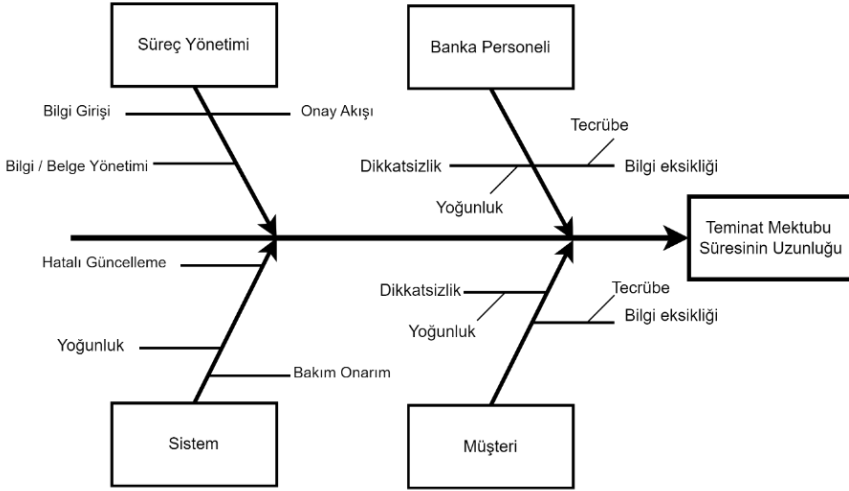 Süreç Yönetimi
Banka Personeli
Bilgi Girişi
Onay Akışı
Bilgi / Belge Yönetimi
Tecrübe
Dikkatsizlik
Bilgi eksikliği
Yoğunluk
Teminat Mektubu
Süresinin Uzunluğu
Hatalı Güncelleme
Dikkatsizlik
Tecrübe
Yoğunluk
Bilgi eksikliği
Yoğunluk
Bakım Onarım
Sistem
Müşteri